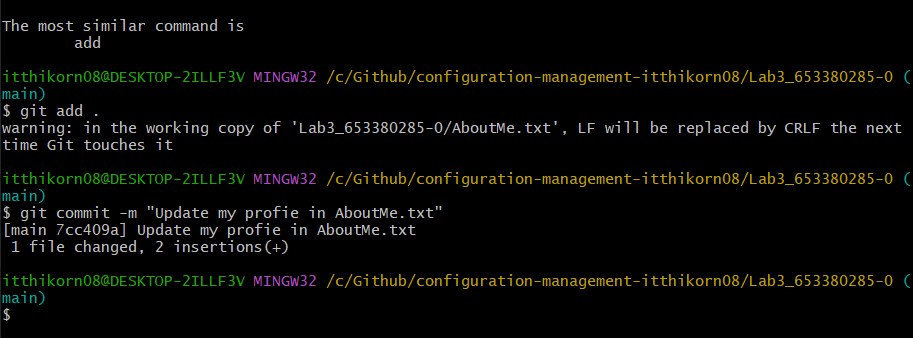 The most similar command is
        add

itthikorn08@DESKTOP-2ILLF3V MINGW32 /c/Github/configuration-management-itthikorn08/Lab3_653380285-0 (
main)
$ git add .
warning: in the working copy of 'Lab3_653380285-0/AboutMe.txt', LF will be replaced by CRLF the next
time Git touches it

itthikorn08@DESKTOP-2ILLF3V MINGW32 /c/Github/configuration-management-itthikorn08/Lab3_653380285-0 (
main)
$ git commit -m "Update my profie in AboutMe.txt"
[main 7cc409a] Update my profie in AboutMe.txt
 1 file changed, 2 insertions(+)

itthikorn08@DESKTOP-2ILLF3V MINGW32 /c/Github/configuration-management-itthikorn08/Lab3_653380285-0 (
main)
$